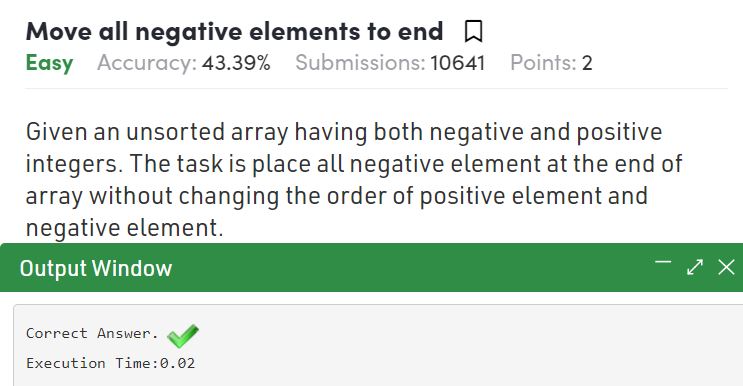 Move all negative elements to end
Easy Accuracy: 43.39% Submissions: 10641 Points: 2
Given an unsorted array having both negative and positive
integers. The task is place all negative element at the end of
array without changing the order of positive element and
negative element.
Output Window
Correct Answer.
Execution Time:0.02